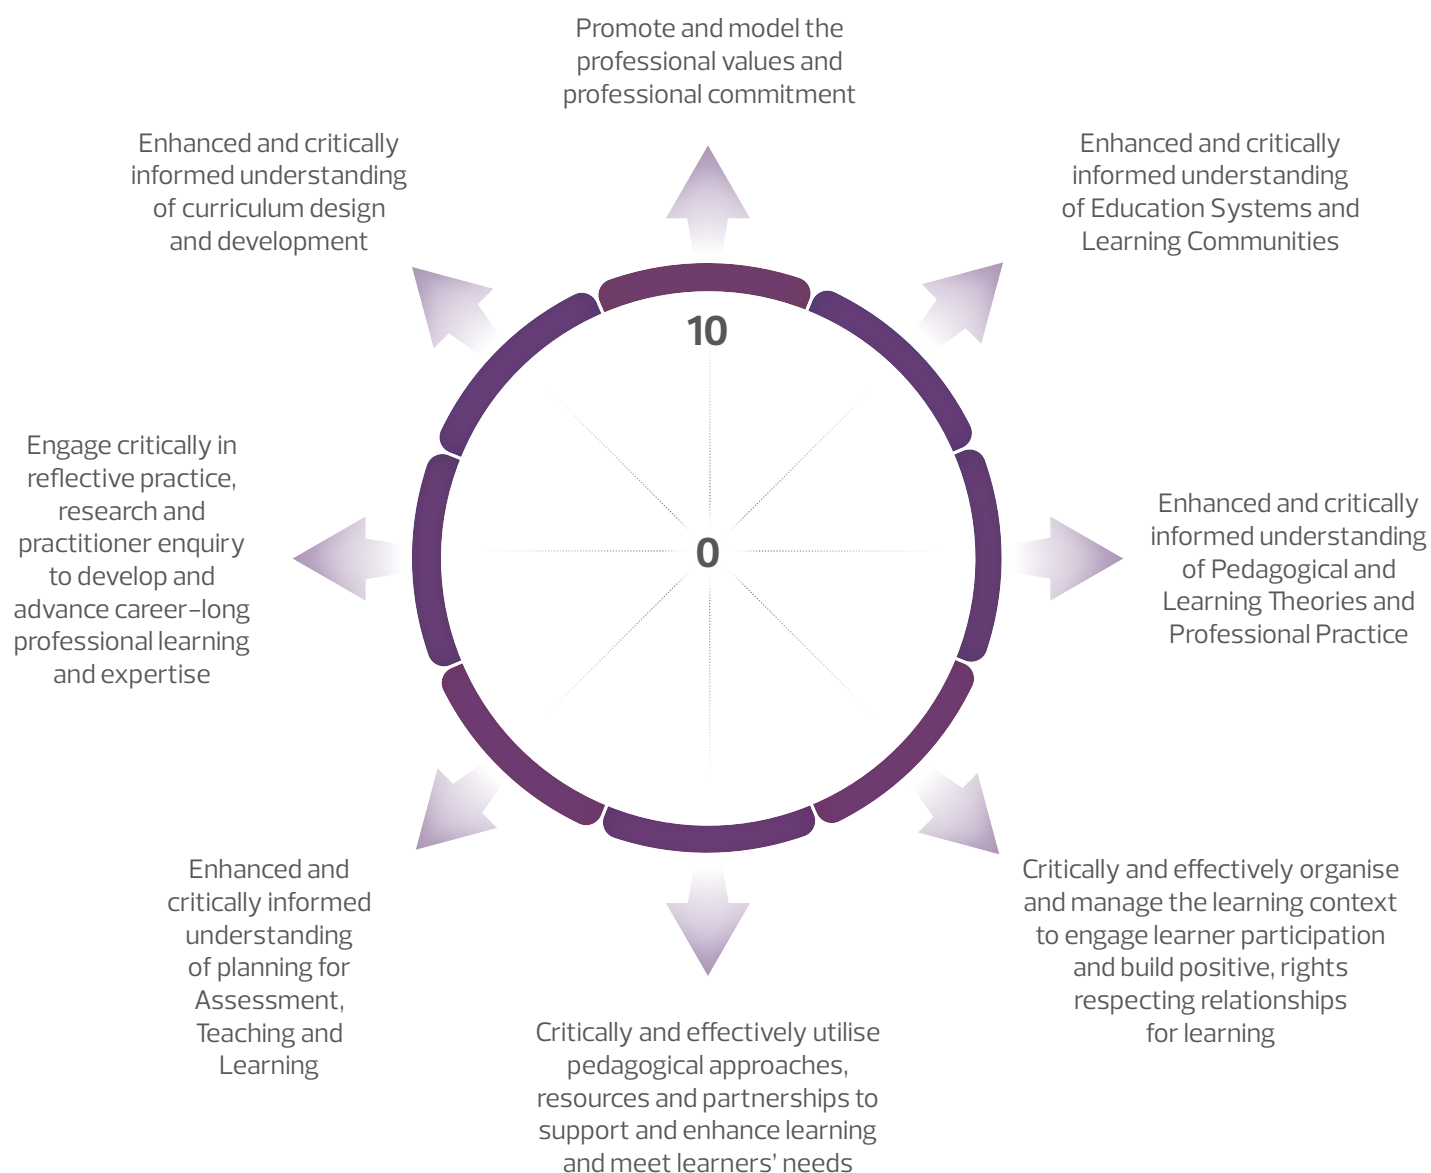 Promote and model the
professional values and
professional commitment
Enhanced and critically
informed understanding
of Education Systems and
Learning Communities
Enhanced and critically
informed understanding
of Pedagogical and
Learning Theories and
Professional Practice
Critically and effectively organise
and manage the learning context
to engage learner participation
and build positive, rights
respecting relationships
for learning
Critically and effectively utilise
pedagogical approaches,
resources and partnerships to
support and enhance learning
and meet learners’ needs
Enhanced and
critically informed
understanding
of planning for
Assessment,
Teaching and
Learning
Engage critically in
reflective practice,
research and
practitioner enquiry
to develop and
advance career-long
professional learning
and expertise
Enhanced and critically
informed understanding
of curriculum design
and development
10
0